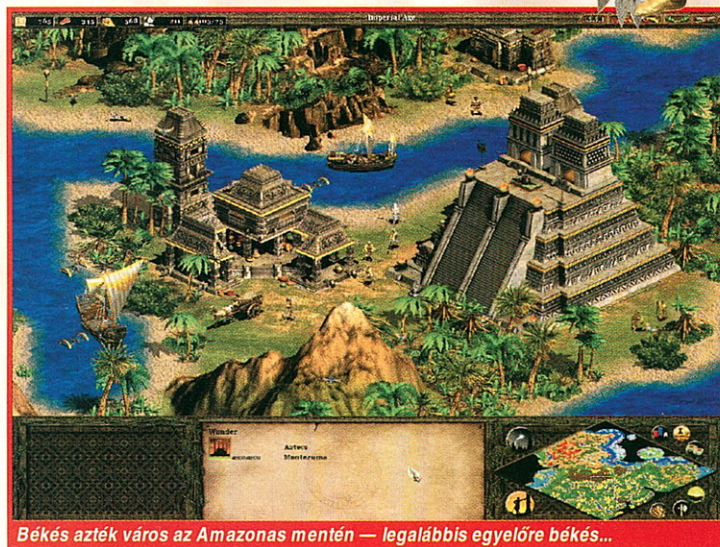 Imperial Age
Wonder
Aztecs
Montezuma
Békés azték város az Amazonas mentén — legalábbis egyelőre békés...